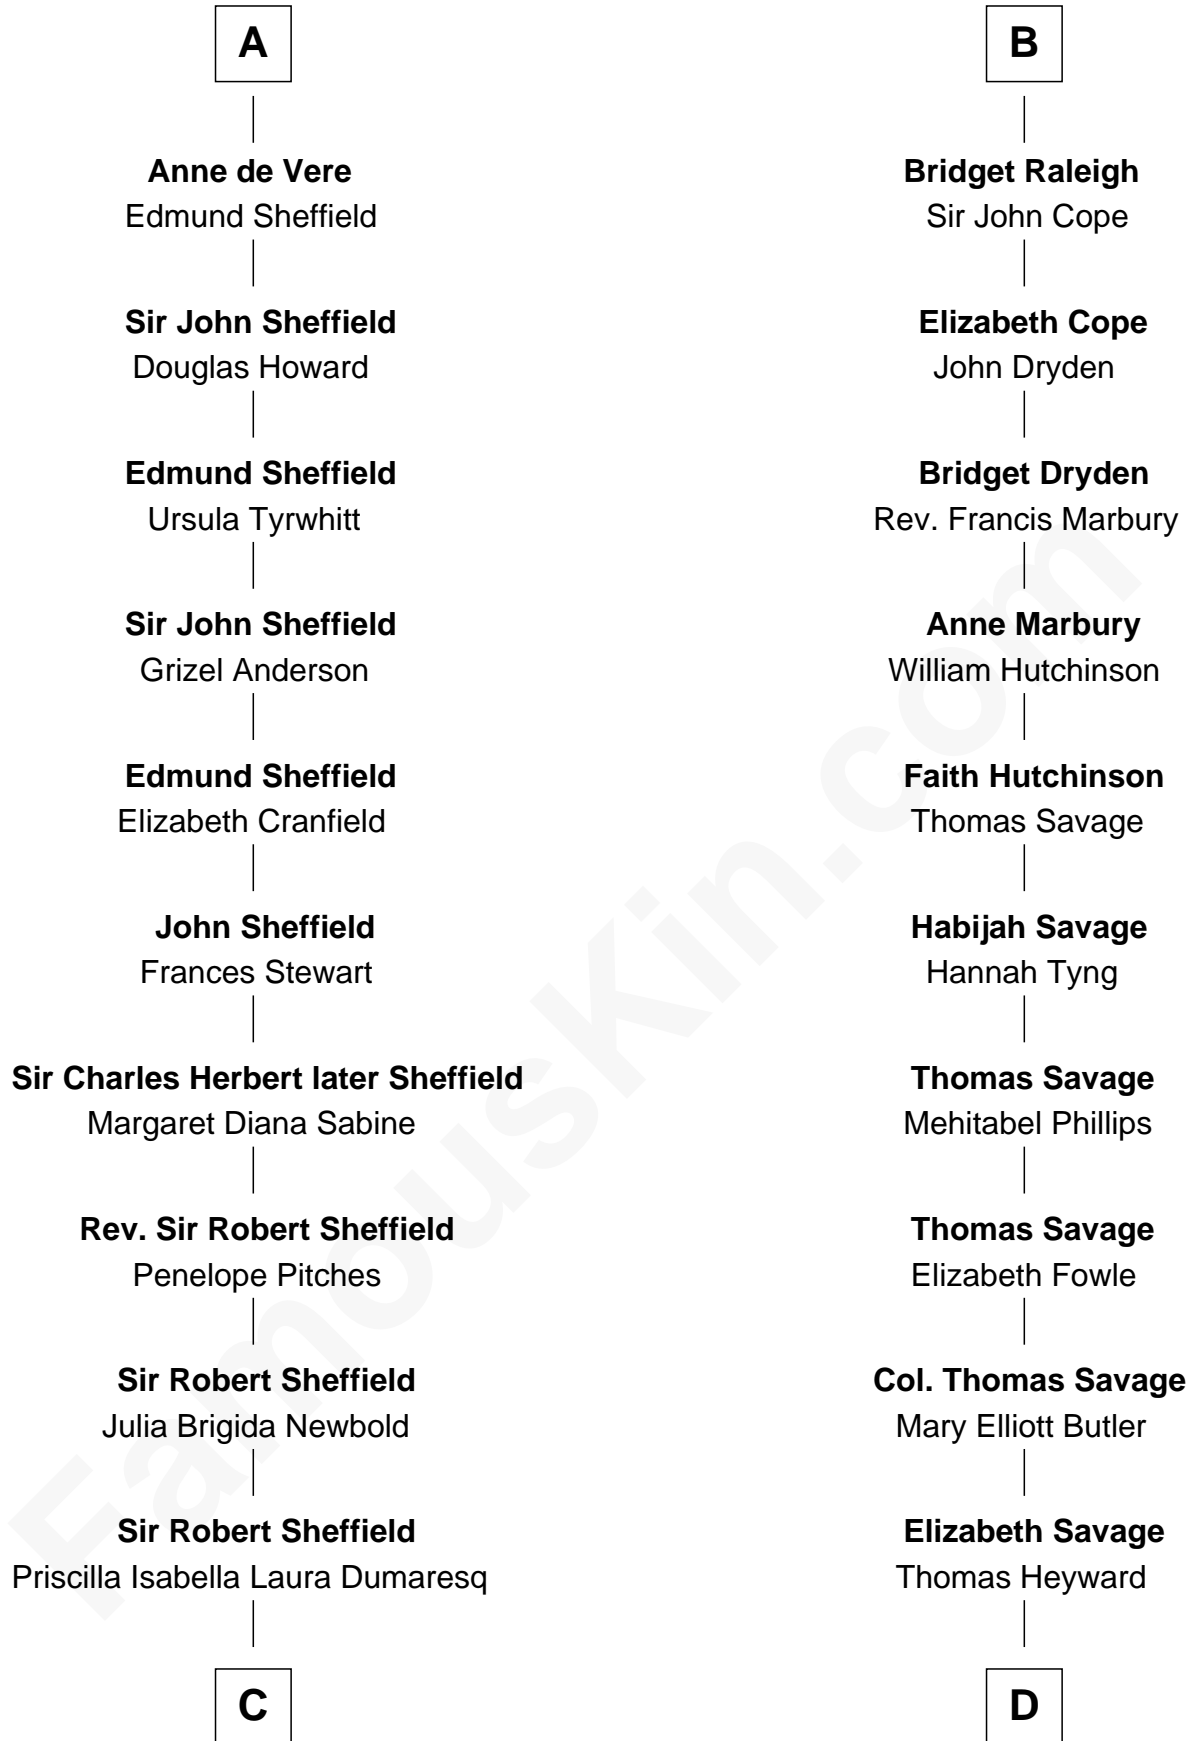 A
Anne de Vere
Edmund Sheffield
Sir John Sheffield
Douglas Howard
Edmund Sheffield
Ursula Tyrwhitt
Sir John Sheffield
Grizel Anderson
Edmund Sheffield
Elizabeth Cranfield
John Sheffield
Frances Stewart
Sir Charles Herbert later Sheffield
Margaret Diana Sabine
Rev. Sir Robert Sheffield
Penelope Pitches
Sir Robert Sheffield
Julia Brigida Newbold
Sir Robert Sheffield
Priscilla Isabella Laura Dumaresq
C
B
Bridget Raleigh
Sir John Cope
Elizabeth Cope
John Dryden
Bridget Dryden
Rev. Francis Marbury
Anne Marbury
William Hutchinson
Faith Hutchinson
Thomas Savage
Habijah Savage
Hannah Tyng
Thomas Savage
Mehitabel Phillips
Thomas Savage
Elizabeth Fowle
Col. Thomas Savage
Mary Elliott Butler
Elizabeth Savage
Thomas Heyward
D
FamousKin.com